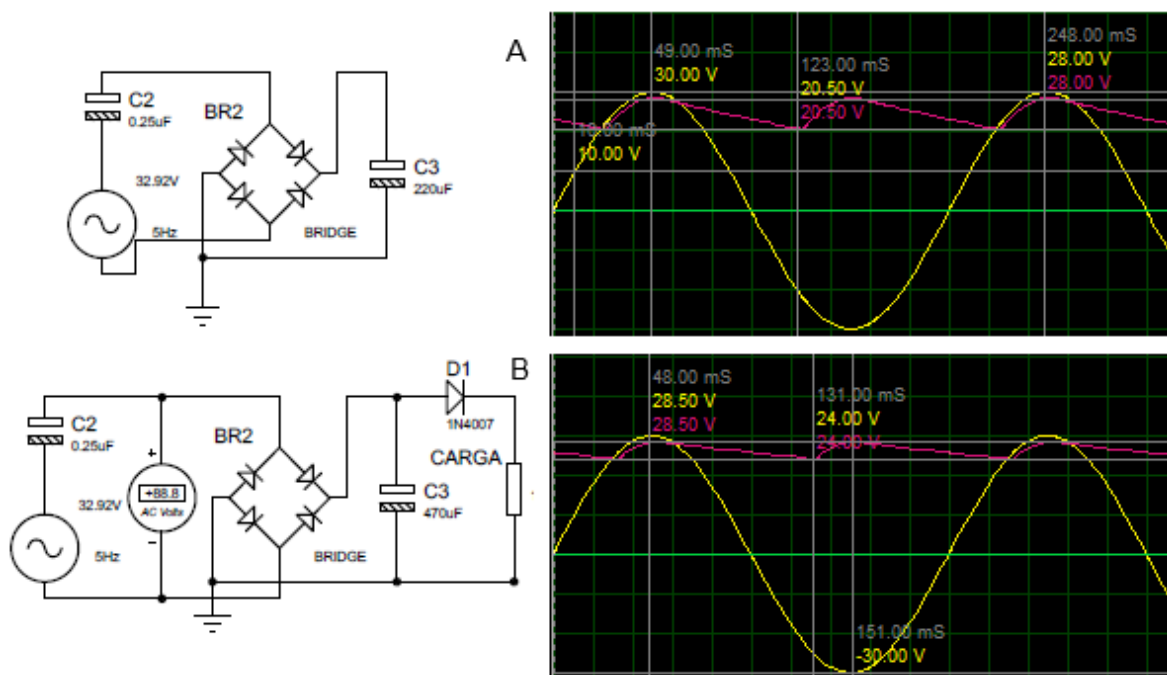 A
C2
0.25uF
BR2
32.92V
5Hz
BRIDGE
C3
220uF
49.00 mS
30.00 V
123.00 mS
20.50 V
20.50 V
248.00 mS
28.00 V
28.00 V
10.00 V
B
C2
0.25uF
32.92V
5Hz
+
+88.8
AC Volts
−
BR2
BRIDGE
D1
1N4007
C3
470uF
CARGA
48.00 mS
28.50 V
28.50 V
131.00 mS
24.00 V
24.00 V
151.00 mS
-30.00 V